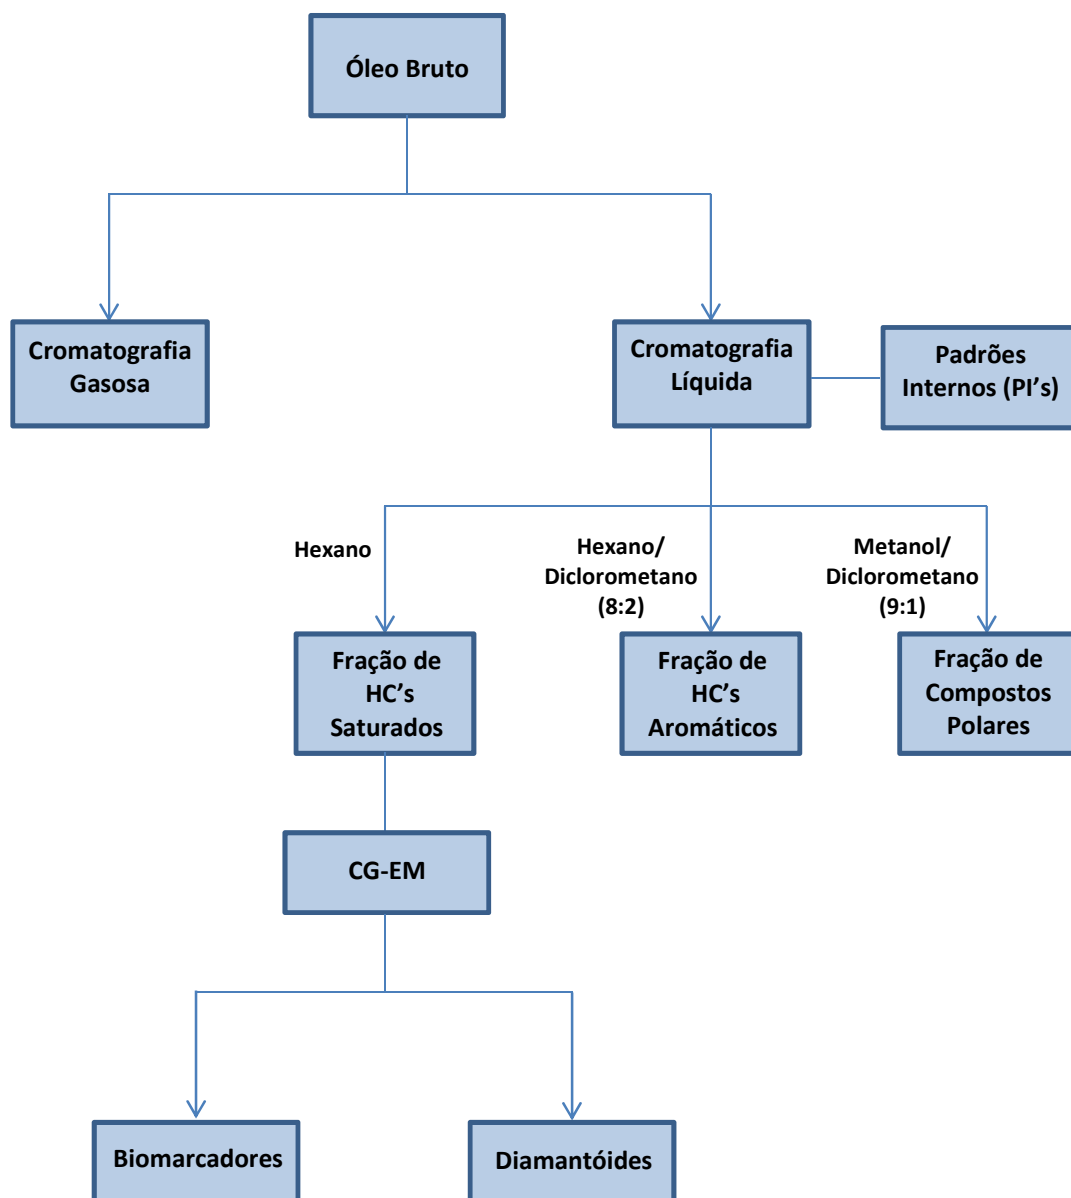 Óleo Bruto
Cromatografia
Gasosa
Cromatografia
Líquida
Padrões
Internos (PI’s)
Hexano
Hexano/
Diclorometano
(8:2)
Metanol/
Diclorometano
(9:1)
Fração de
HC’s
Saturados
Fração de
HC’s
Aromáticos
Fração de
Compostos
Polares
CG-EM
Biomarcadores
Diamantóides